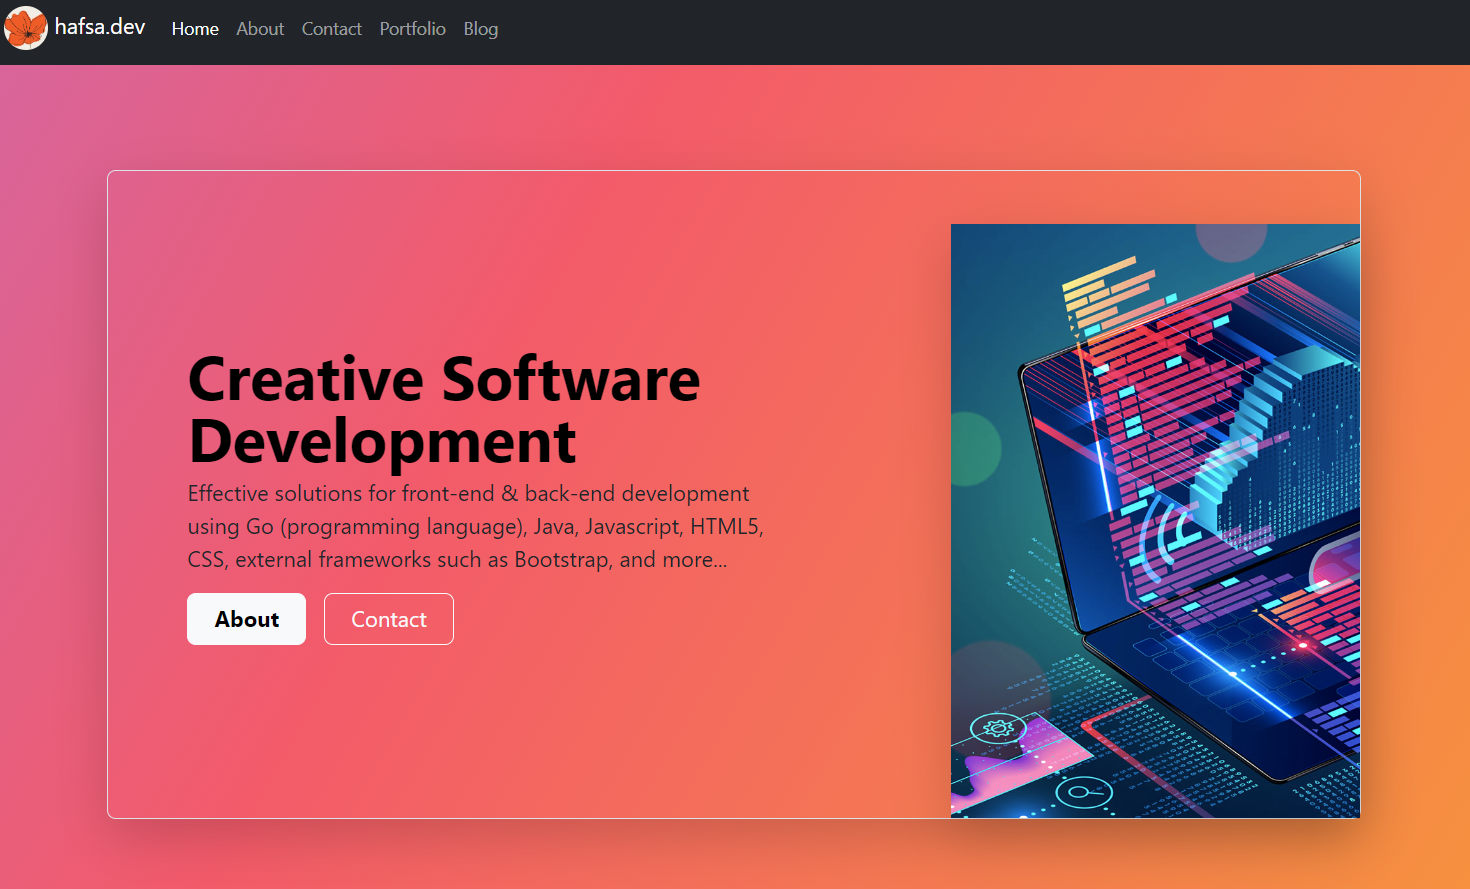 hafsa.dev Home About Contact Portfolio Blog
Creative Software
Development
Effective solutions for front-end & back-end development
using Go (programming language), Java, Javascript, HTML5,
CSS, external frameworks such as Bootstrap, and more...
About Contact